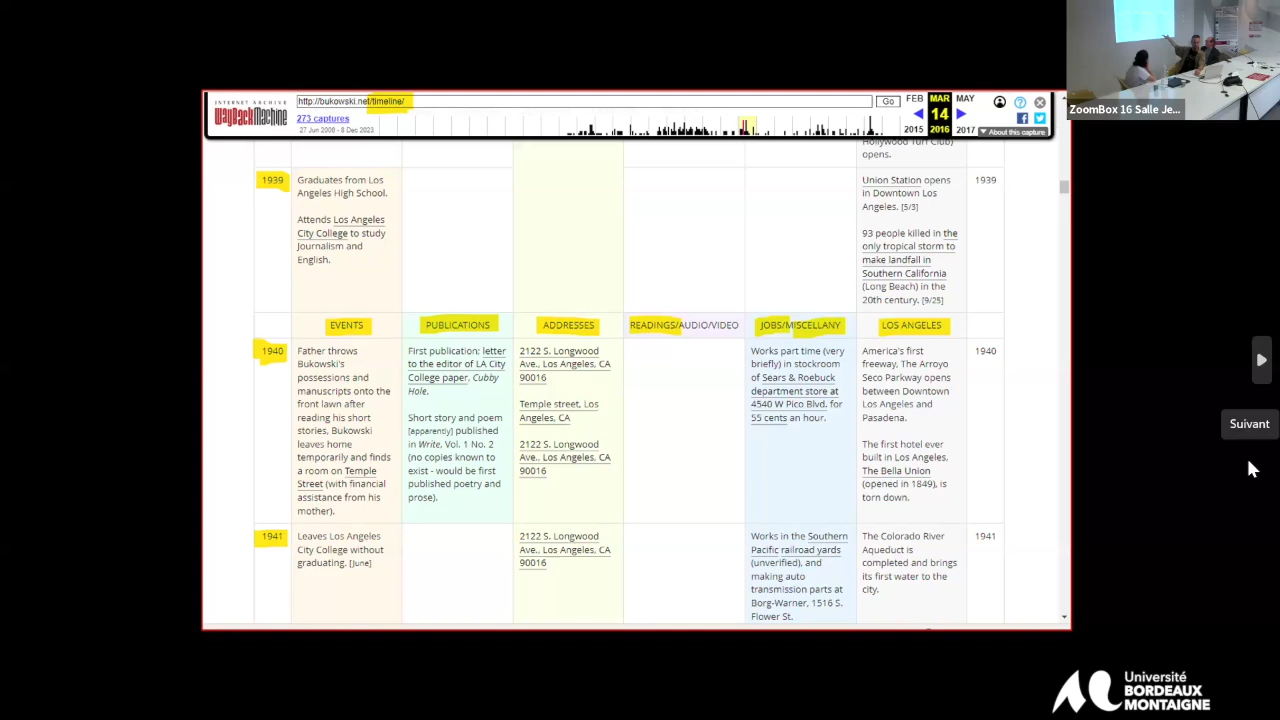 ZoomBox 16 Salle Je...
INTERNET ARCHIVE
WayBackMachine
http://bukowski.net/timeline/
Go
FEB
MAR
MAY
273 captures
14
27 Jun 2000 - 8 Dec 2023
2015
2016
2017
About this capture
Hollywood Turf Club)
opens.
1939
Graduates from Los
Angeles High School.
Attends Los Angeles
City College to study
Journalism and
English.
Union Station opens
in Downtown Los
Angeles. [5/3]
93 people killed in the
only tropical storm to
make landfall in
Southern California
(Long Beach) in the
20th century. [9/25]
1939
EVENTS
PUBLICATIONS
ADDRESSES
READINGS/AUDIO/VIDEO
JOBS/MISCELLANY
LOS ANGELES
1940
Father throws
Bukowski's
possessions and
manuscripts onto the
front lawn after
reading his short
stories, Bukowski
leaves home
temporarily and finds
a room on Temple
Street (with financial
assistance from his
mother).
First publication; letter
to the editor of LA City
College paper, Cubby
Hole.
Short story and poem
[apparently] published
in Write, Vol. 1 No. 2
(no copies known to
exist - would be first
published poetry and
prose).
2122 S. Longwood
Ave., Los Angeles, CA
90016
Temple street, Los
Angeles, CA
2122 S. Longwood
Ave., Los Angeles, CA
90016
Works part time (very
briefly) in stockroom
of Sears & Roebuck
department store at
4540 W Pico Blvd. for
55 cents an hour.
America's first
freeway, The Arroyo
Seco Parkway opens
between Downtown
Los Angeles and
Pasadena.
The first hotel ever
built in Los Angeles,
The Bella Union
(opened in 1849), is
torn down.
1940
1941
Leaves Los Angeles
City College without
graduating. [June]
2122 S. Longwood
Ave., Los Angeles, CA
90016
Works in the Southern
Pacific railroad yards
(unverified), and
making auto
transmission parts at
Borg-Warner, 1516 S.
Flower St.
The Colorado River
Aqueduct is
completed and brings
its first water to the
city.
1941
Suivant
Université
BORDEAUX
MONTAIGNE